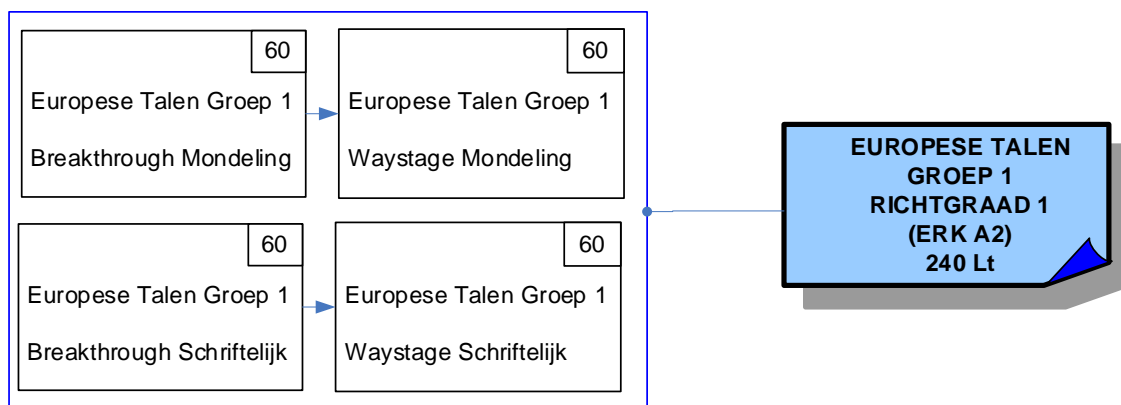 60
Europese Talen Groep 1
Breakthrough Mondeling
60
Europese Talen Groep 1
Waystage Mondeling
60
Europese Talen Groep 1
Breakthrough Schriftelijk
60
Europese Talen Groep 1
Waystage Schriftelijk
EUROPESE TALEN
GROEP 1
RICHTGRAAD 1
(ERK A2)
240 Lt